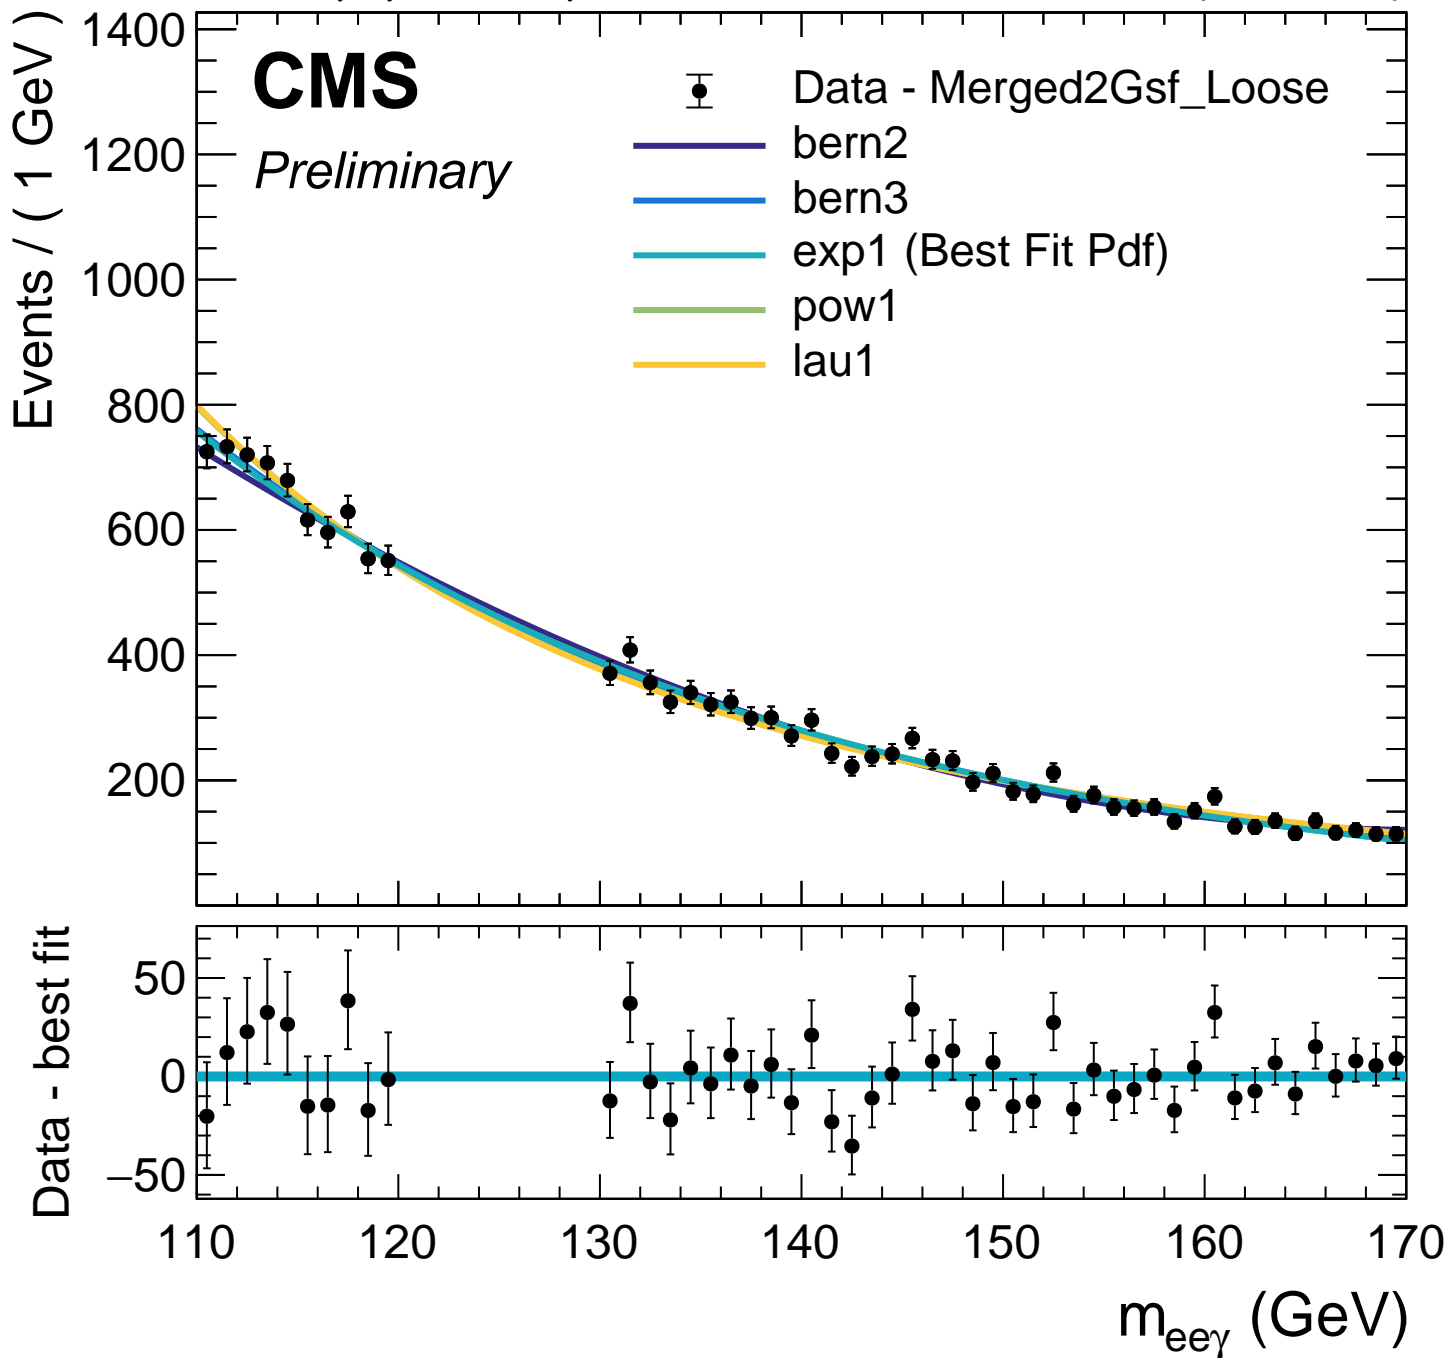 CMS
Preliminary
Data - Merged2Gsf_Loose
bern2
bern3
exp1 (Best Fit Pdf)
pow1
lau1
Events / ( 1 GeV )
1400
1200
1000
800
600
400
200
Data - best fit
50
0
−50
110 120 130 140 150 160 170
m_eeγ (GeV)